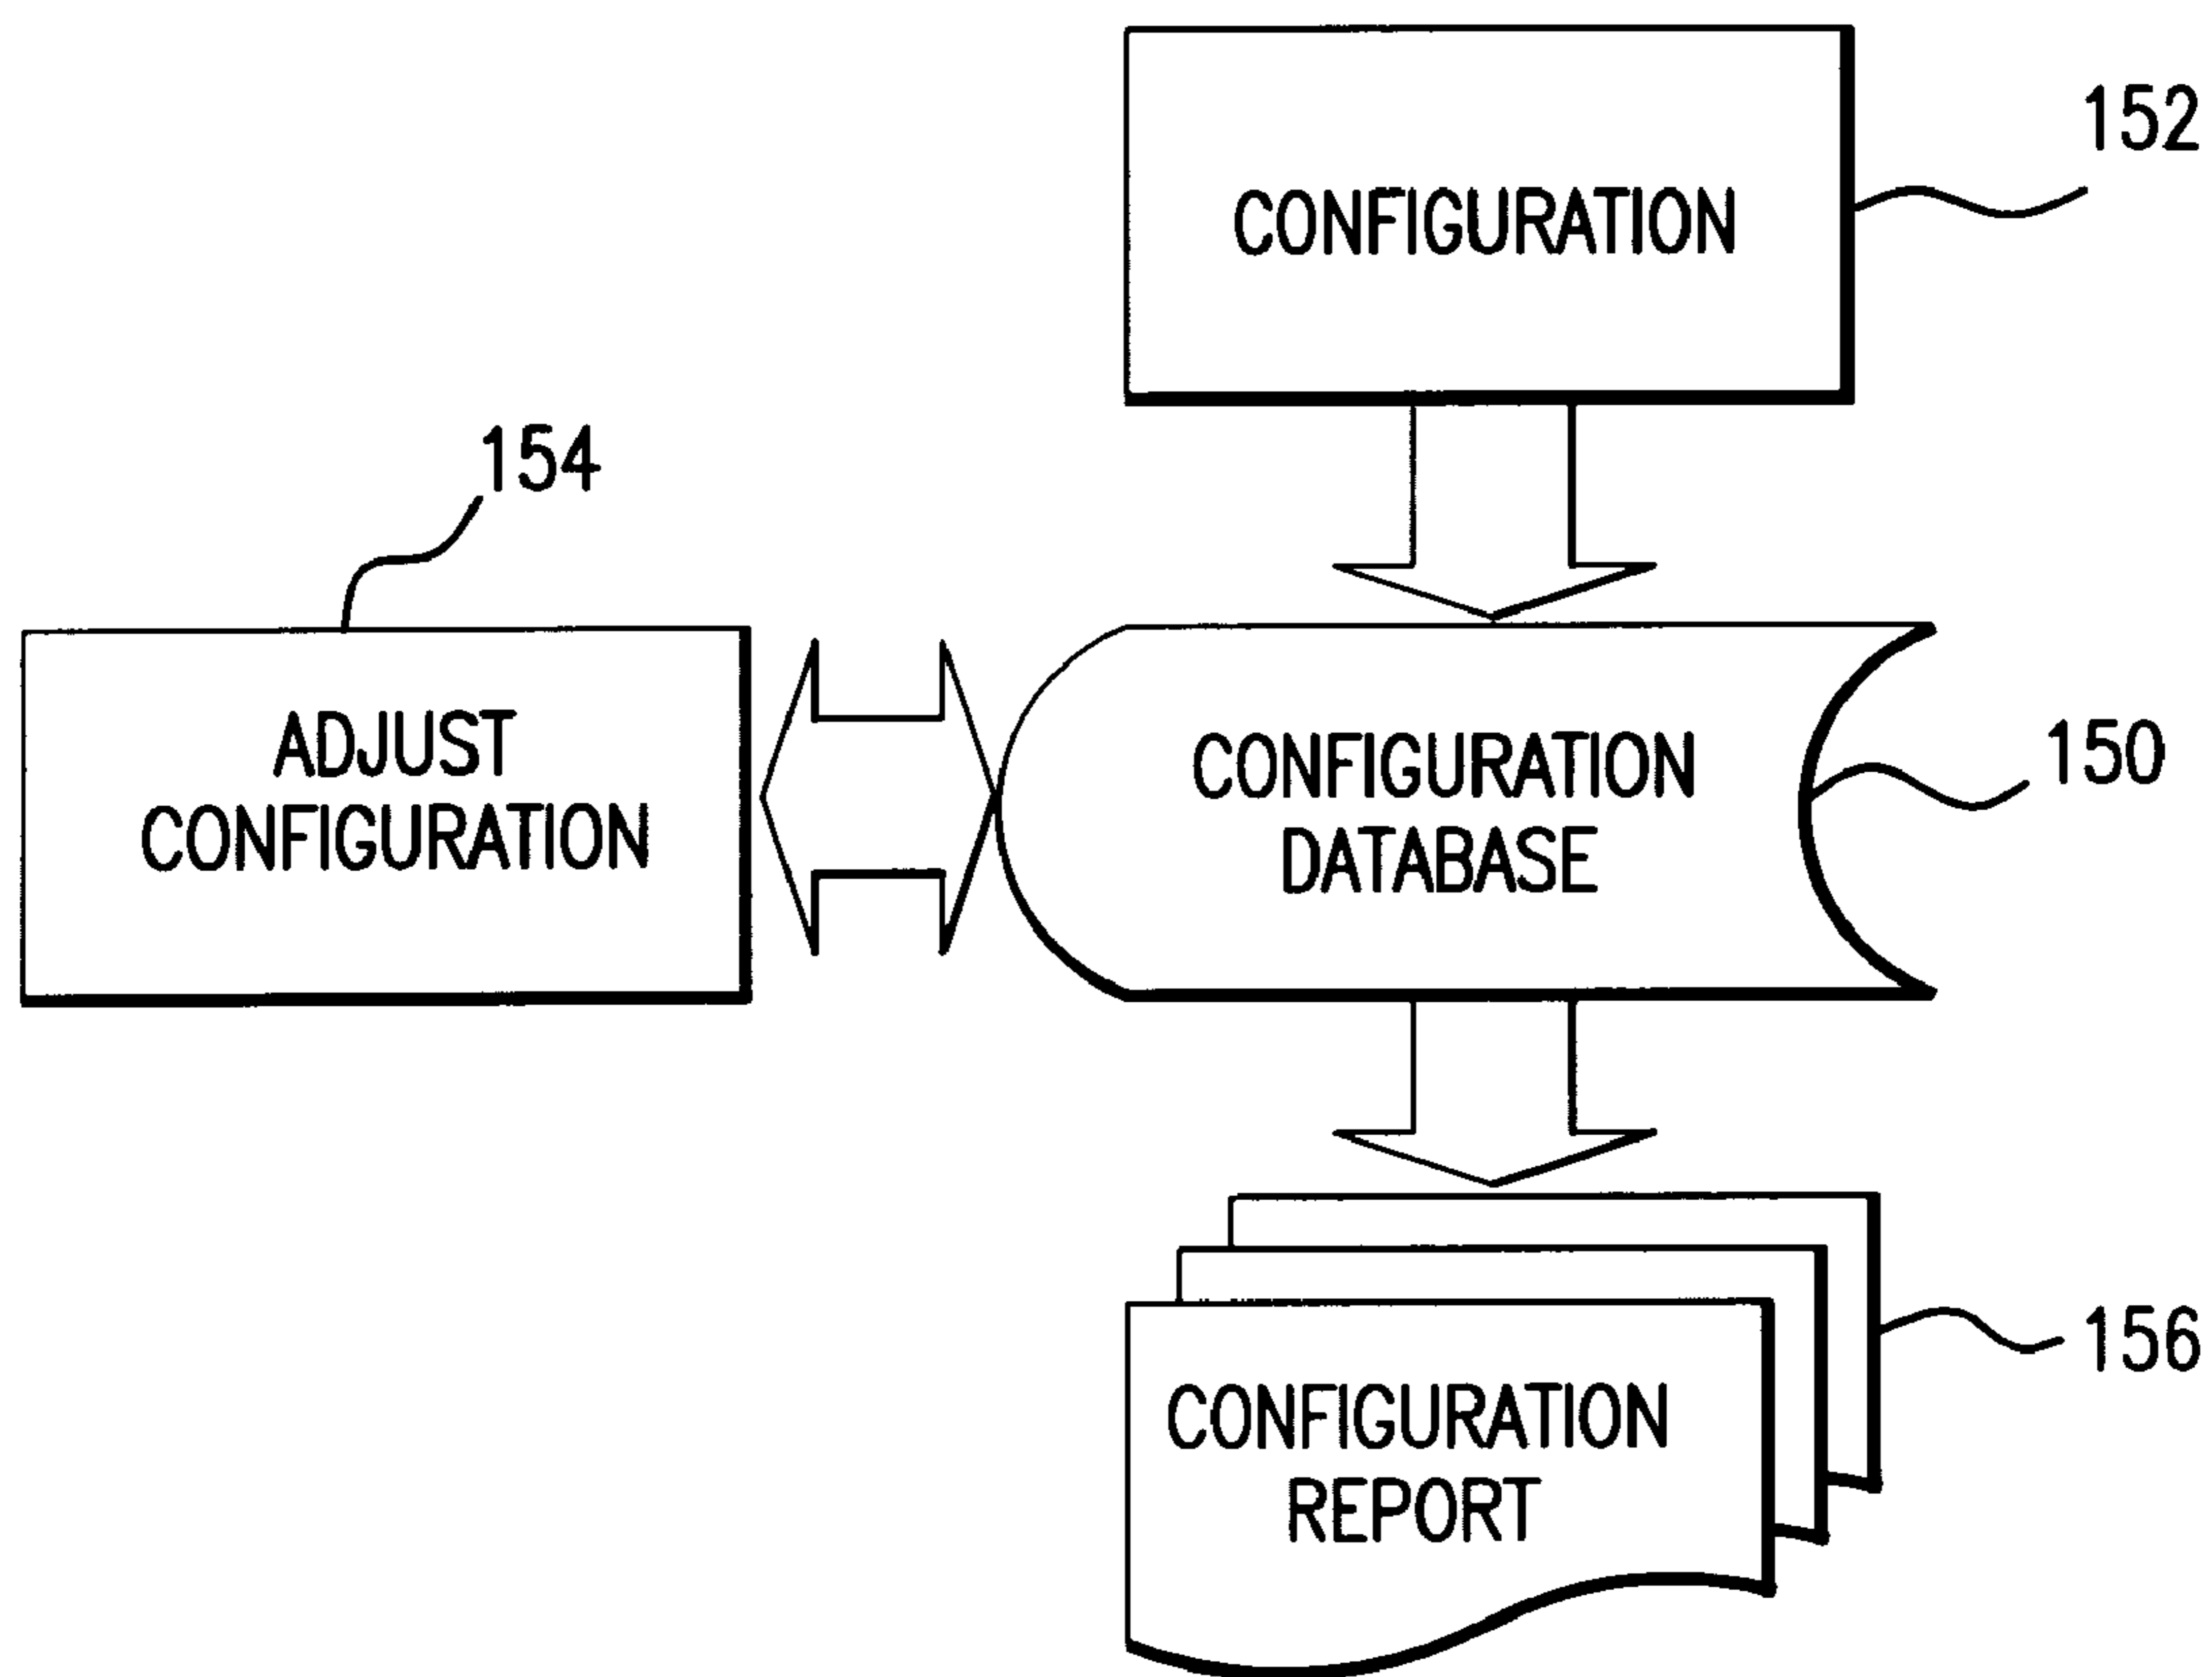 152
CONFIGURATION
154
ADJUST
CONFIGURATION
CONFIGURATION
DATABASE
150
CONFIGURATION
REPORT
156